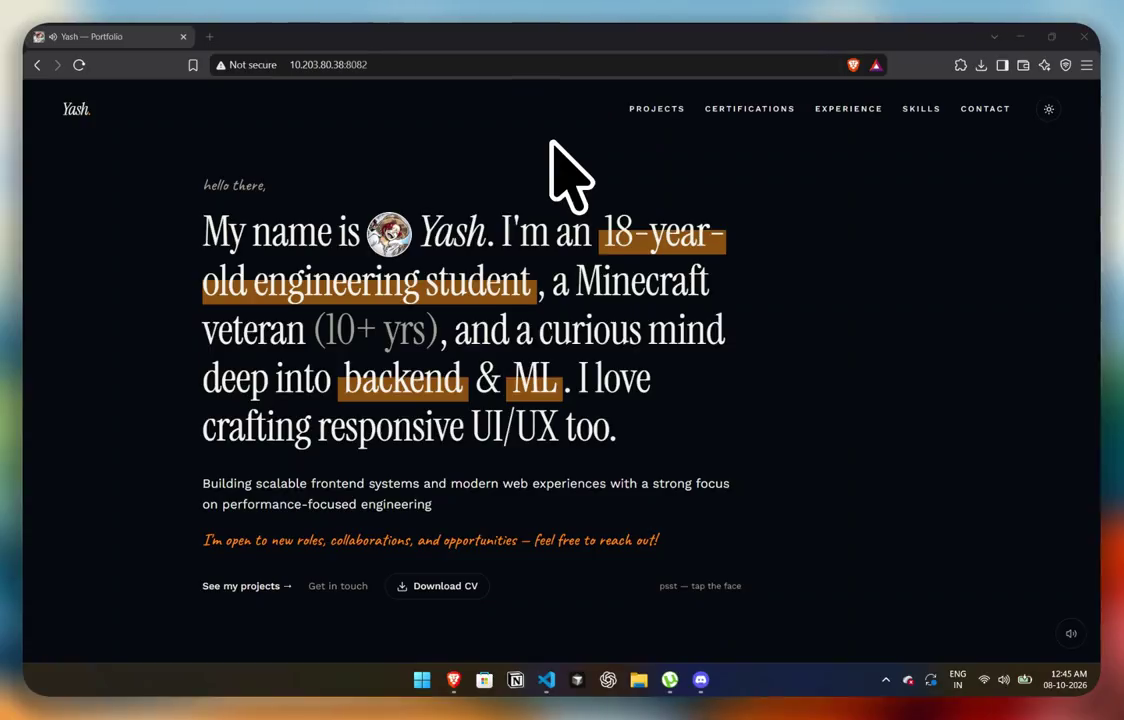 Yash — Portfolio
Not secure 10.203.80.38:8082
Yash.
PROJECTS CERTIFICATIONS EXPERIENCE SKILLS CONTACT
hello there,
My name is Yash. I'm an 18-year-
old engineering student , a Minecraft
veteran (10+ yrs), and a curious mind
deep into backend & ML . I love
crafting responsive UI/UX too.
Building scalable frontend systems and modern web experiences with a strong focus
on performance-focused engineering
I'm open to new roles, collaborations, and opportunities — feel free to reach out!
See my projects → Get in touch Download CV psst — tap the face
ENG
IN
12:45 AM
08-10-2026